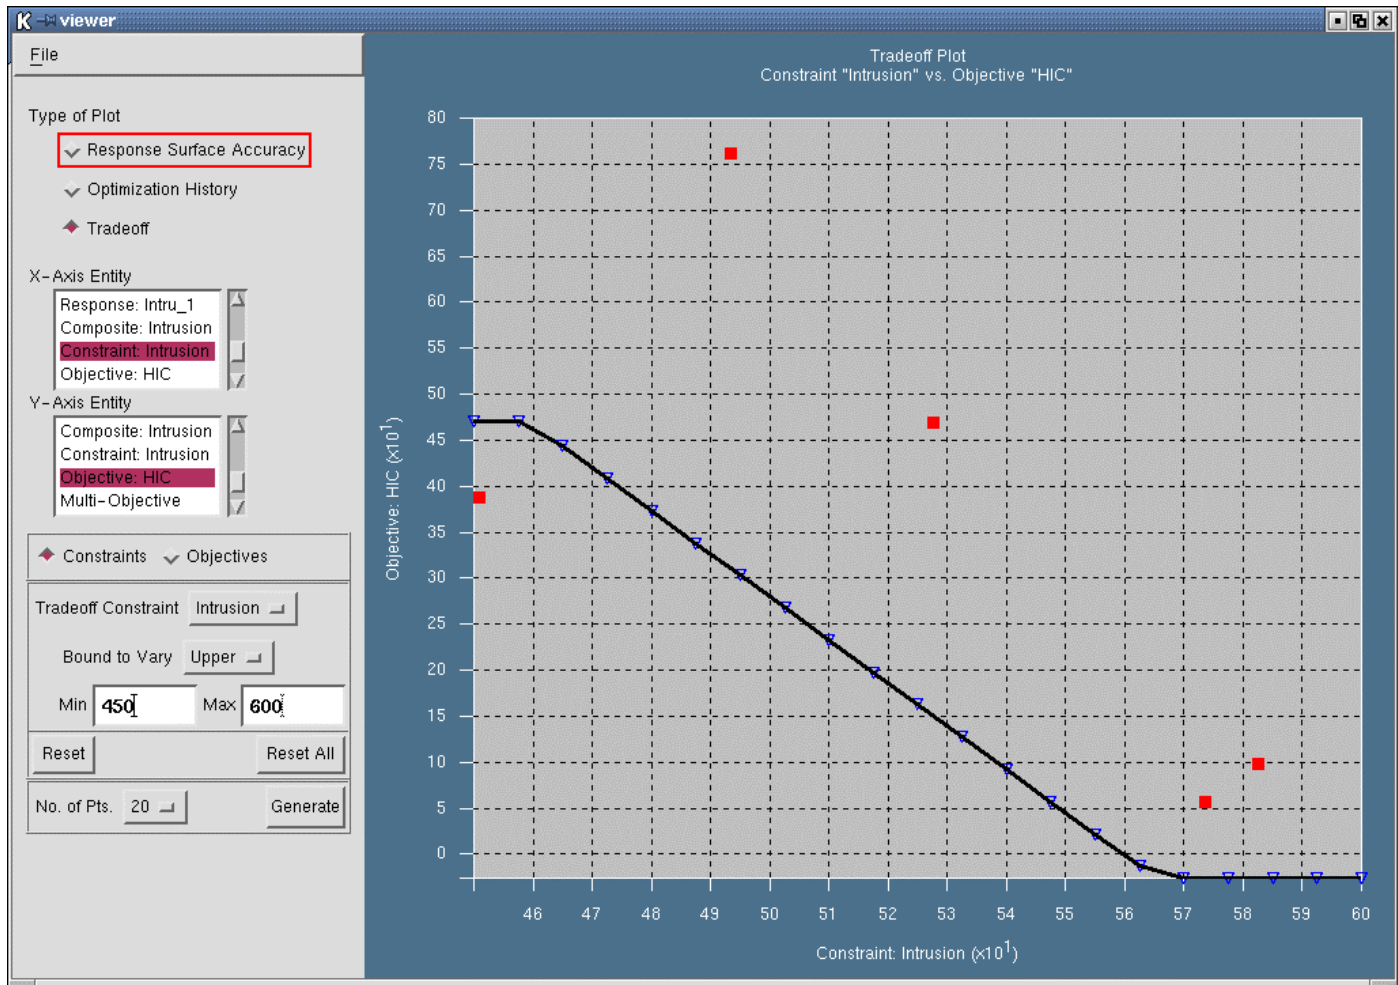 viewer
File
Type of Plot
Response Surface Accuracy
Optimization History
Tradeoff
X-Axis Entity
Response: Intru_1
Composite: Intrusion
Constraint: Intrusion
Objective: HIC
Y-Axis Entity
Composite: Intrusion
Constraint: Intrusion
Objective: HIC
Multi-Objective
Constraints Objectives
Tradeoff Constraint Intrusion
Bound to Vary Upper
Min 450 Max 600
Reset Reset All
No. of Pts. 20 Generate
Tradeoff Plot
Constraint "Intrusion" vs. Objective "HIC"
80
75
70
65
60
55
50
45
40
35
30
25
20
15
10
5
0
Objective: HIC (x10^1)
46 47 48 49 50 51 52 53 54 55 56 57 58 59 60
Constraint: Intrusion (x10^1)